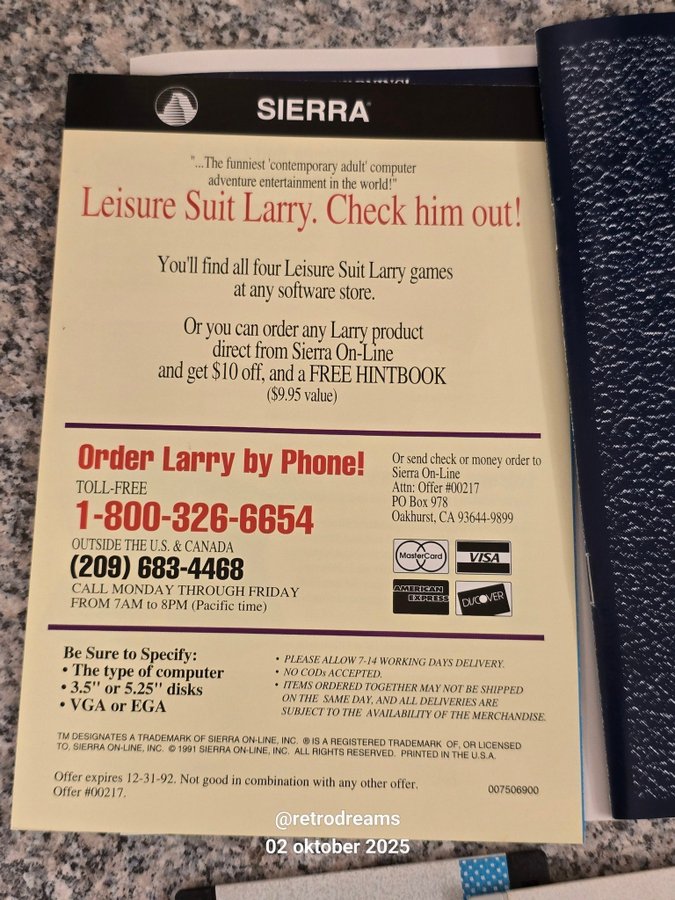 WARNING!
SIERRA®
"...The funniest 'contemporary adult' computer
adventure entertainment in the world!"
Leisure Suit Larry. Check him out!
You'll find all four Leisure Suit Larry games
at any software store.
Or you can order any Larry product
direct from Sierra On-Line
and get $10 off, and a FREE HINTBOOK
($9.95 value)
Order Larry by Phone!
TOLL-FREE
1-800-326-6654
OUTSIDE THE U.S. & CANADA
(209) 683-4468
CALL MONDAY THROUGH FRIDAY
FROM 7AM to 8PM (Pacific time)
Or send check or money order to
Sierra On-Line
Attn: Offer #00217
PO Box 978
Oakhurst, CA 93644-9899
MasterCard
VISA
AMERICAN
EXPRESS
DISCOVER
Be Sure to Specify:
• The type of computer
• 3.5" or 5.25" disks
• VGA or EGA
• PLEASE ALLOW 7-14 WORKING DAYS DELIVERY.
• NO CODs ACCEPTED.
• ITEMS ORDERED TOGETHER MAY NOT BE SHIPPED
ON THE SAME DAY, AND ALL DELIVERIES ARE
SUBJECT TO THE AVAILABILITY OF THE MERCHANDISE.
TM DESIGNATES A TRADEMARK OF SIERRA ON-LINE, INC. ® IS A REGISTERED TRADEMARK OF, OR LICENSED
TO, SIERRA ON-LINE, INC. © 1991 SIERRA ON-LINE, INC. ALL RIGHTS RESERVED. PRINTED IN THE U.S.A.
Offer expires 12-31-92. Not good in combination with any other offer.
Offer #00217.
007506900
@retrodreams
02 oktober 2025